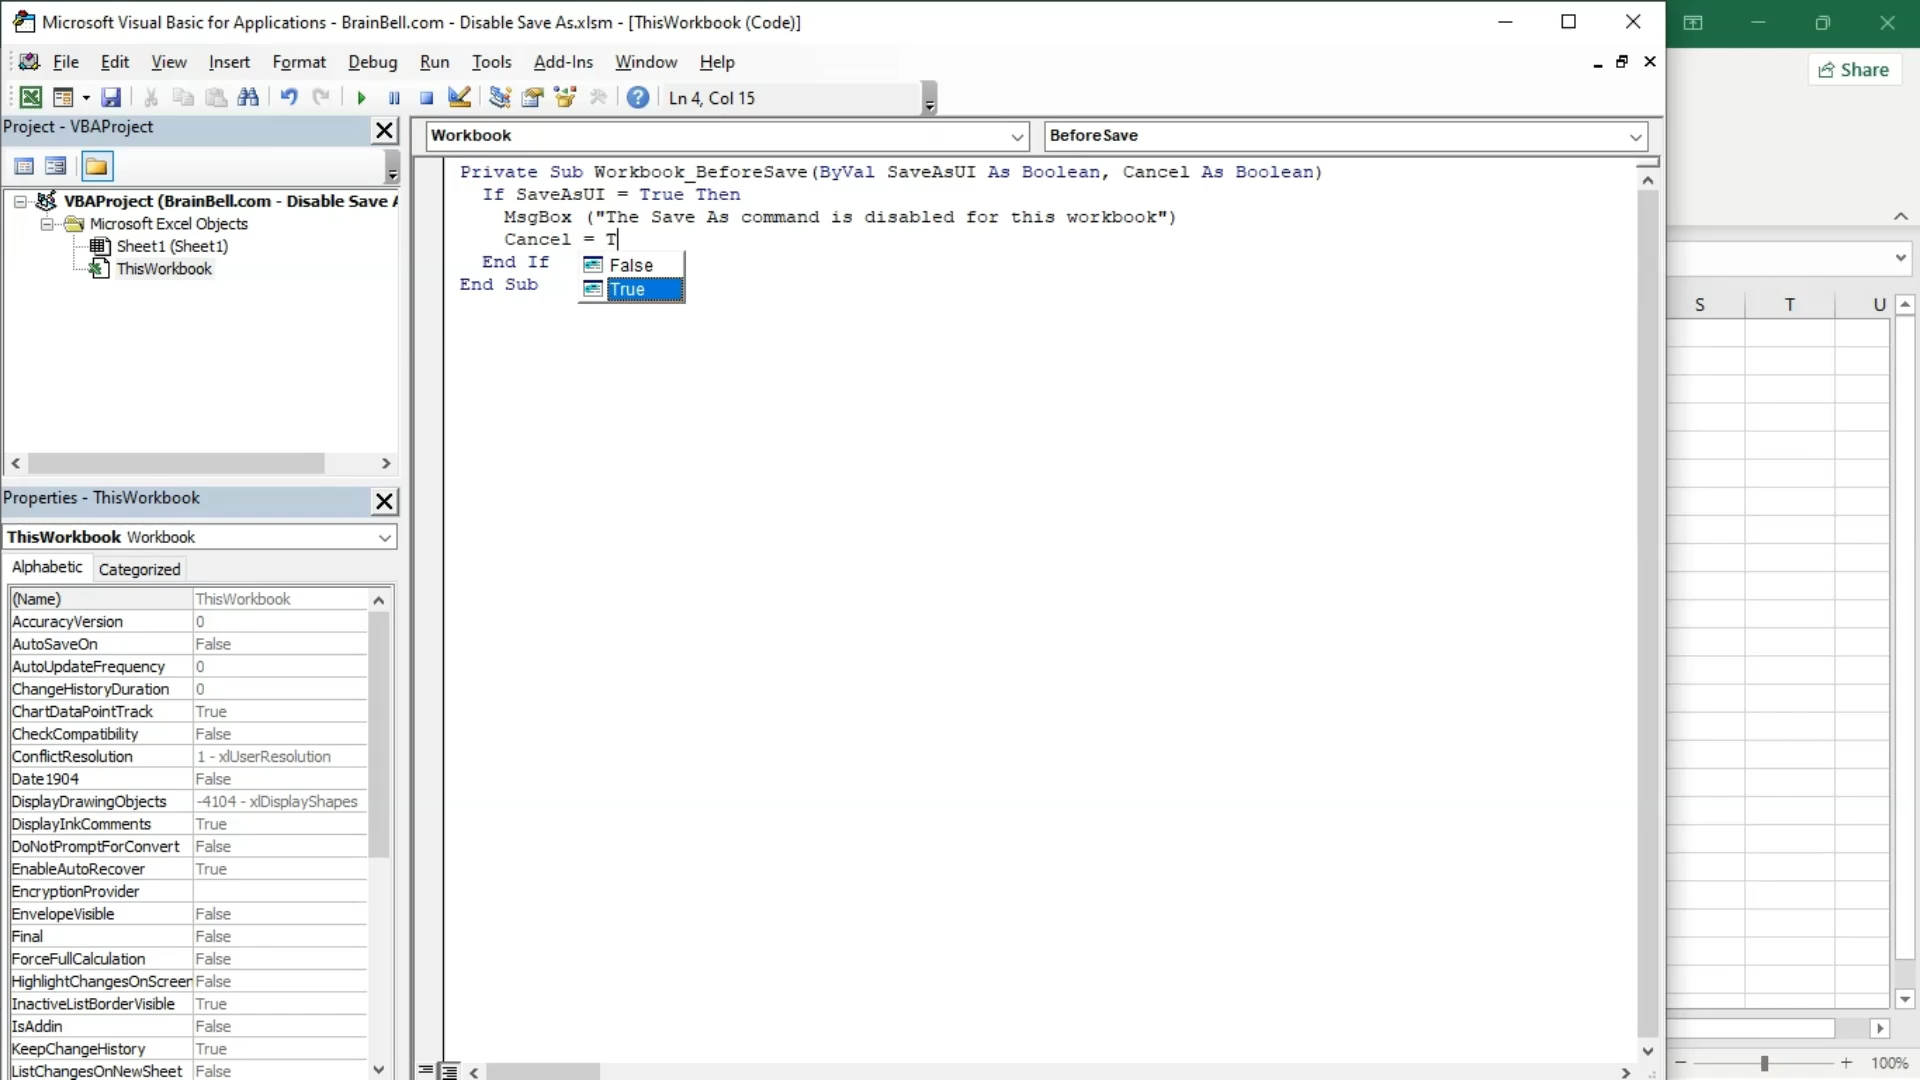 Microsoft Visual Basic for Applications - BrainBell.com - Disable Save As.xlsm - [ThisWorkbook (Code)]
File Edit View Insert Format Debug Run Tools Add-Ins Window Help
Share
Ln 4, Col 15
Project - VBAProject
Workbook BeforeSave
VBAProject (BrainBell.com - Disable Save A
Microsoft Excel Objects
Sheet1 (Sheet1)
ThisWorkbook
Private Sub Workbook_BeforeSave(ByVal SaveAsUI As Boolean, Cancel As Boolean)
If SaveAsUI = True Then
MsgBox ("The Save As command is disabled for this workbook")
Cancel = T
End If
End Sub
False
True
S T U
Properties - ThisWorkbook
ThisWorkbook Workbook
Alphabetic Categorized
(Name) ThisWorkbook
AccuracyVersion 0
AutoSaveOn False
AutoUpdateFrequency 0
ChangeHistoryDuration 0
ChartDataPointTrack True
CheckCompatibility False
ConflictResolution 1 - xlUserResolution
Date1904 False
DisplayDrawingObjects -4104 - xlDisplayShapes
DisplayInkComments True
DoNotPromptForConvert False
EnableAutoRecover True
EncryptionProvider
EnvelopeVisible False
Final False
ForceFullCalculation False
HighlightChangesOnScreen False
InactiveListBorderVisible True
IsAddin False
KeepChangeHistory True
ListChangesOnNewSheet False
100%